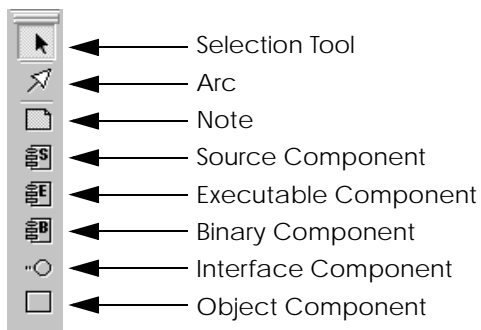 Selection Tool
Arc
Note
S Source Component
E Executable Component
B Binary Component
Interface Component
Object Component